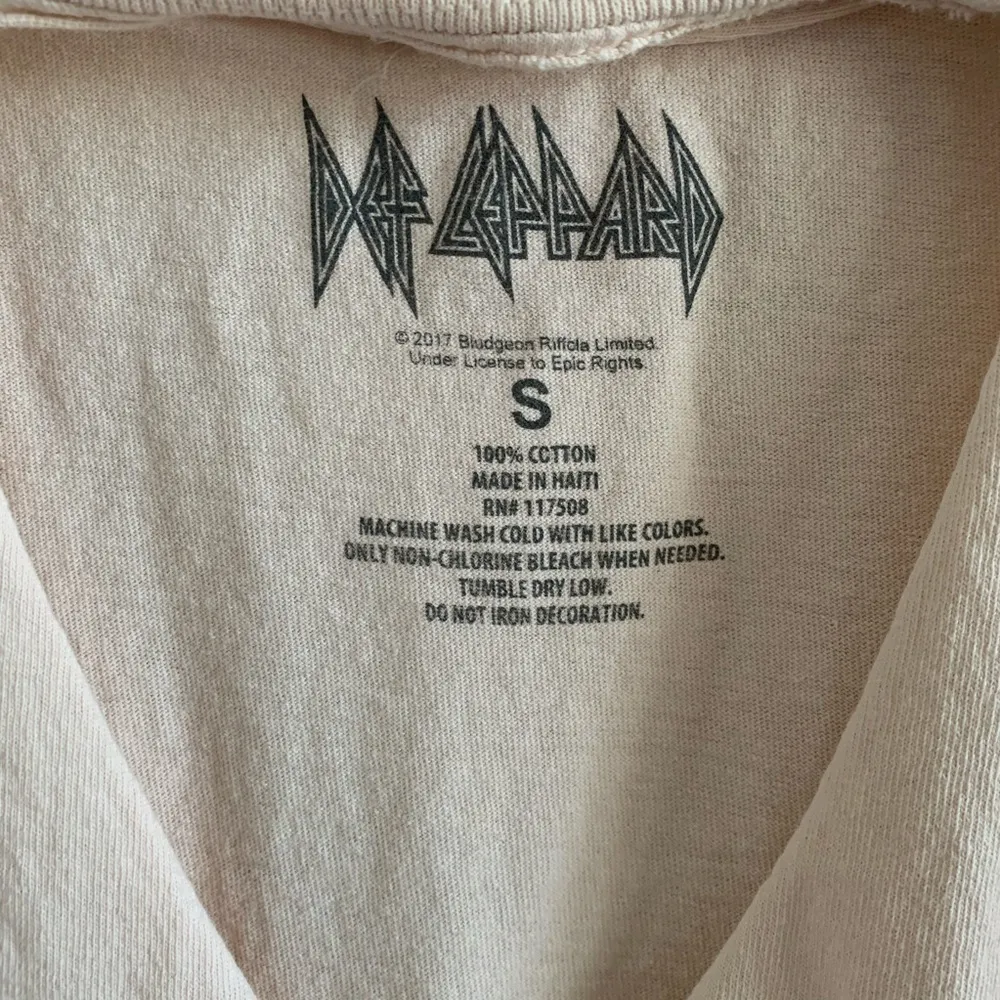 DEF LEPPARD
© 2017 Bludgeon Riffola Limited.
Under License to Epic Rights.
S
100% COTTON
MADE IN HAITI
RN# 117508
MACHINE WASH COLD WITH LIKE COLORS.
ONLY NON-CHLORINE BLEACH WHEN NEEDED.
TUMBLE DRY LOW.
DO NOT IRON DECORATION.